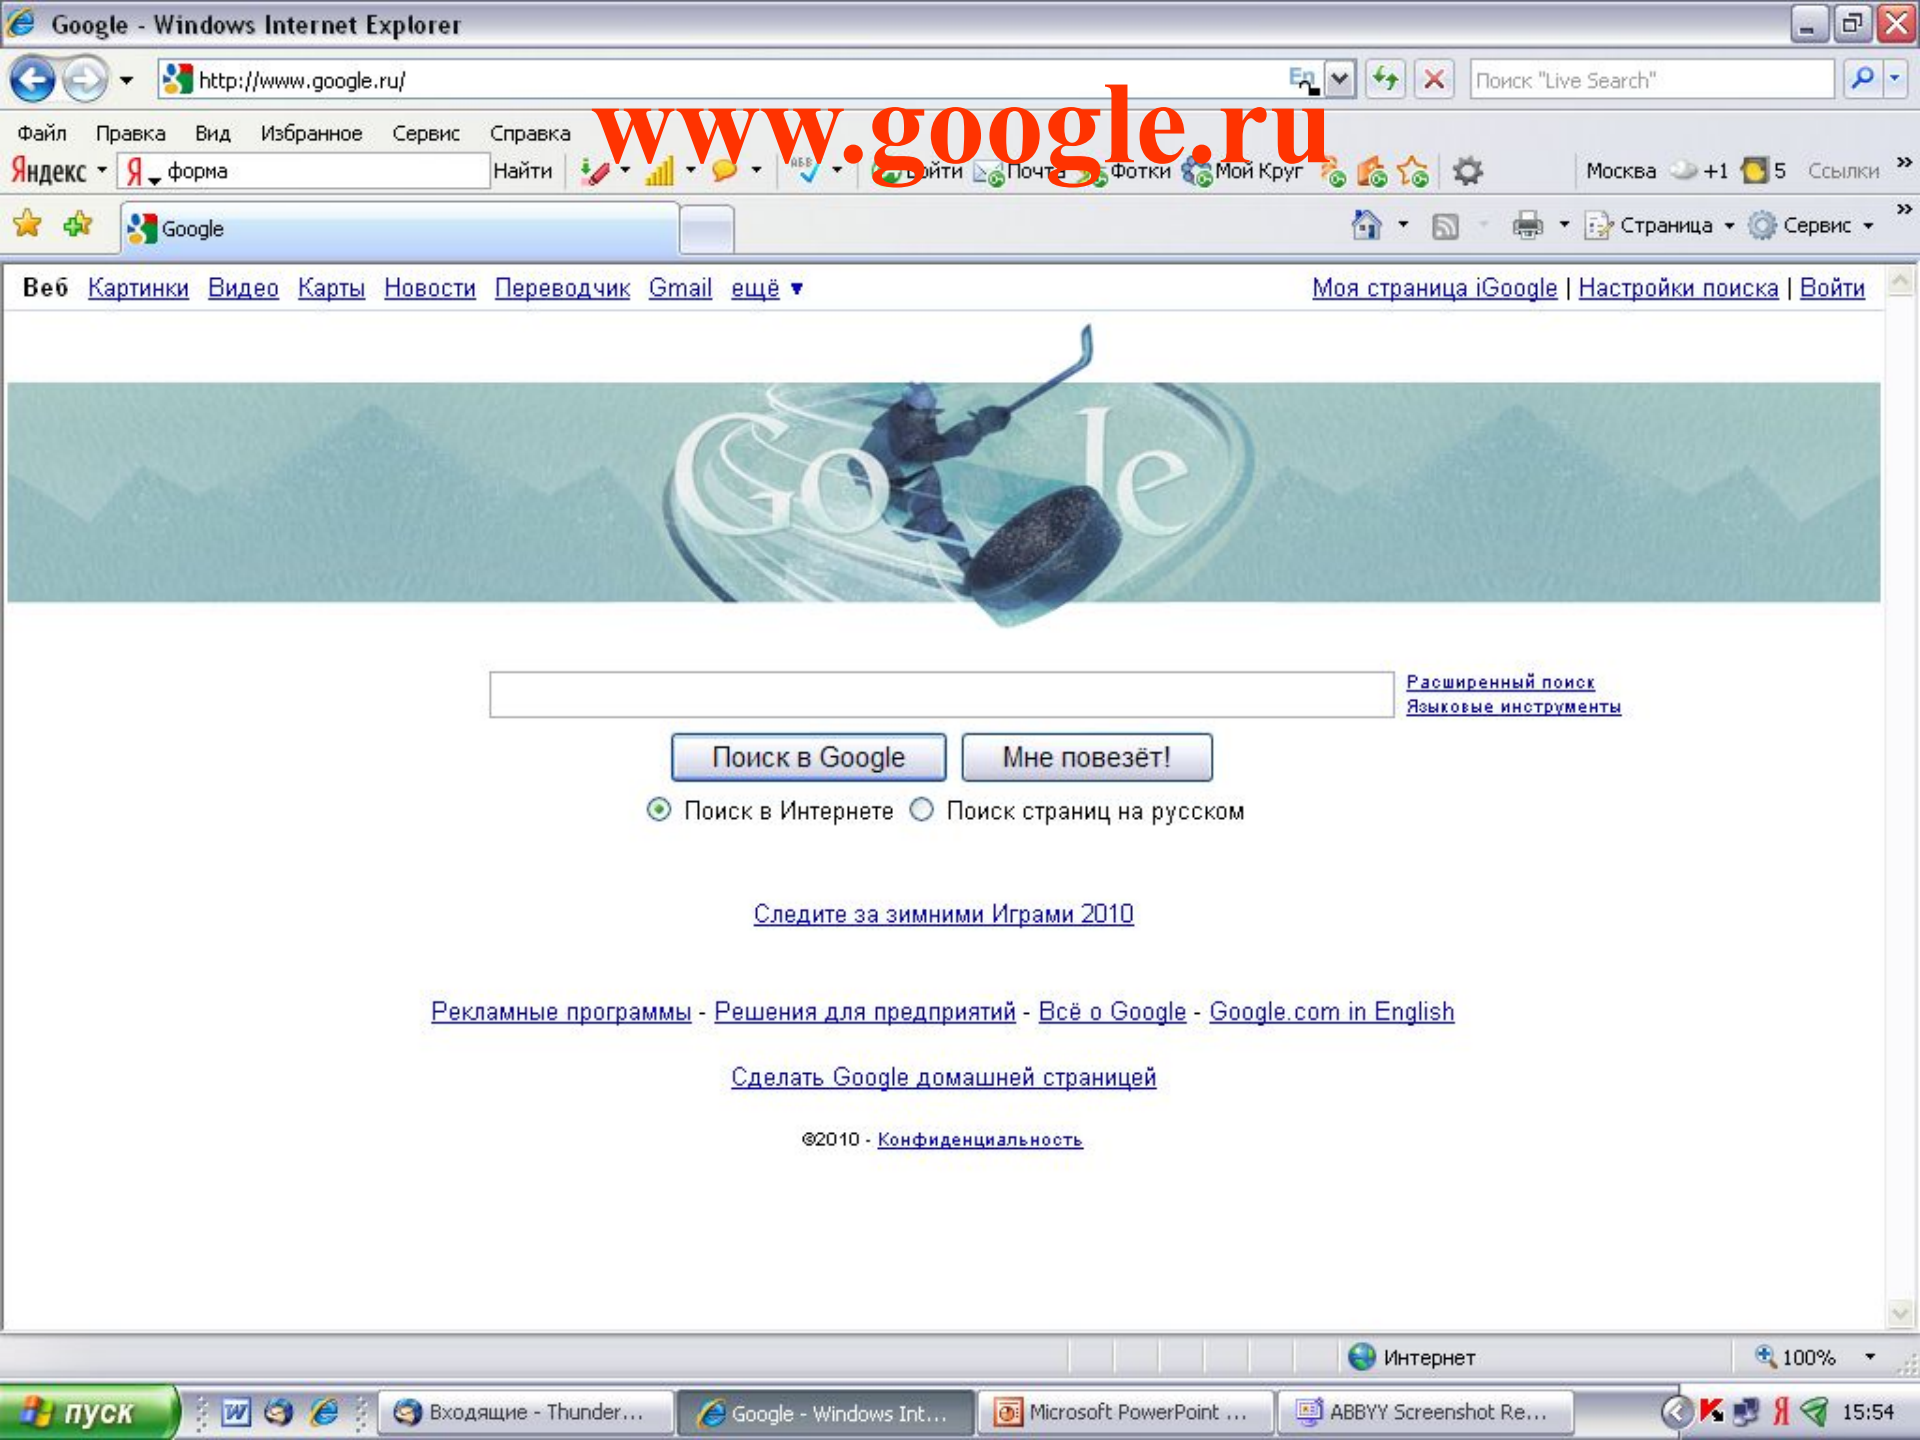 Google - Windows Internet Explorer
http://www.google.ru/
Поиск "Live Search"
www.google.ru
Файл Правка Вид Избранное Сервис Справка
Яндекс Я форма Найти Войти Почта Фотки Мой Круг Москва +1 5 Ссылки »
Google Страница Сервис »
Веб Картинки Видео Карты Новости Переводчик Gmail ещё ▼ Моя страница iGoogle | Настройки поиска | Войти
Go le
Расширенный поиск
Языковые инструменты
Поиск в Google Мне повезёт!
Поиск в Интернете Поиск страниц на русском
Следите за зимними Играми 2010
Рекламные программы - Решения для предприятий - Всё о Google - Google.com in English
Сделать Google домашней страницей
©2010 - Конфиденциальность
Интернет 100%
пуск Входящие - Thunder... Google - Windows Int... Microsoft PowerPoint ... ABBYY Screenshot Re... 15:54